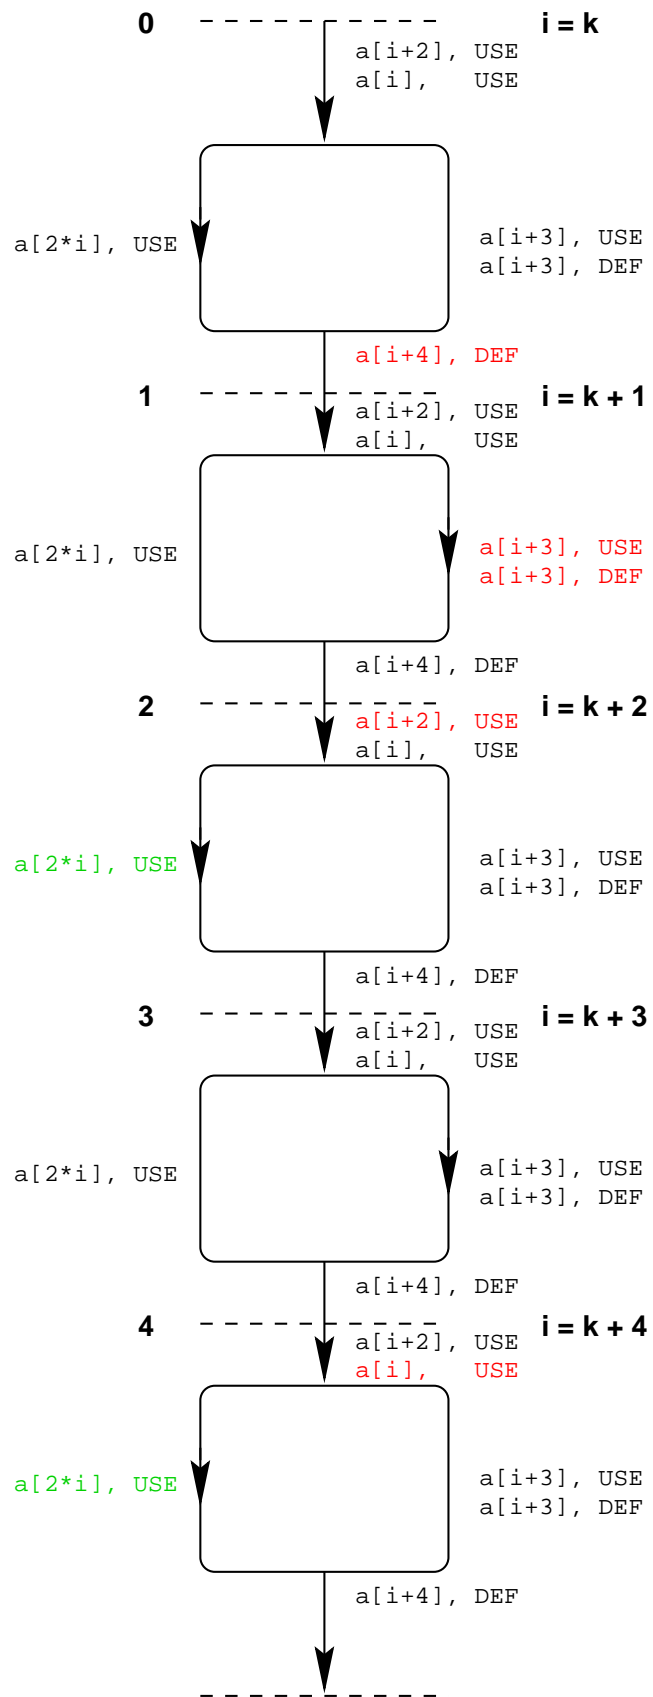 0 i = k
a[i+2], USE
a[i], USE
a[2*i], USE
a[i+3], USE
a[i+3], DEF
a[i+4], DEF
1 i = k + 1
a[i+2], USE
a[i], USE
a[2*i], USE
a[i+3], USE
a[i+3], DEF
a[i+4], DEF
2 i = k + 2
a[i+2], USE
a[i], USE
a[2*i], USE
a[i+3], USE
a[i+3], DEF
a[i+4], DEF
3 i = k + 3
a[i+2], USE
a[i], USE
a[2*i], USE
a[i+3], USE
a[i+3], DEF
a[i+4], DEF
4 i = k + 4
a[i+2], USE
a[i], USE
a[2*i], USE
a[i+3], USE
a[i+3], DEF
a[i+4], DEF